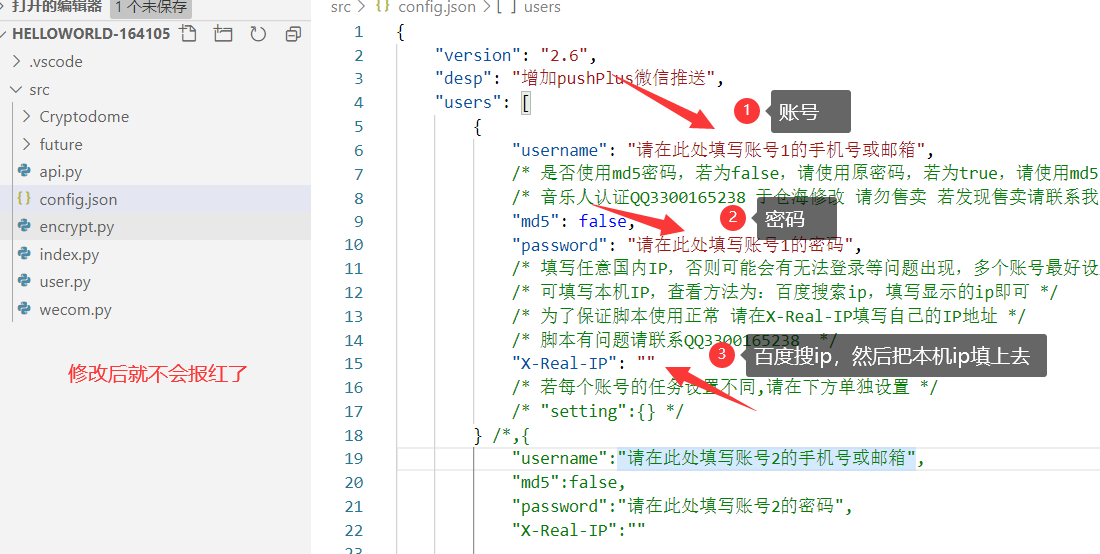 打开的编辑器 1 个未保存
HELLOWORLD-164105
.vscode
src
Cryptodome
future
api.py
config.json
encrypt.py
index.py
user.py
wecom.py
修改后就不会报红了
src > {} config.json > [ ] users
1 {
2 "version": "2.6",
3 "desp": "增加pushPlus微信推送",
4 "users": [
5 {
1 账号
6 "username": "请在此处填写账号1的手机号或邮箱",
7 /* 是否使用md5密码，若为false，请使用原密码，若为true，请使用md5
8 /* 音乐人认证QQ3300165238 于仓海修改 请勿售卖 若发现售卖请联系我
9 "md5": false,
2 密码
10 "password": "请在此处填写账号1的密码",
11 /* 填写任意国内IP，否则可能会有无法登录等问题出现，多个账号最好设
12 /* 可填写本机IP，查看方法为：百度搜索ip，填写显示的ip即可 */
13 /* 为了保证脚本使用正常 请在X-Real-IP填写自己的IP地址 */
14 /* 脚本有问题请联系QQ3300165238 */
15 "X-Real-IP": ""
3 百度搜ip，然后把本机ip填上去
16 /* 若每个账号的任务设置不同,请在下方单独设置 */
17 /* "setting":{} */
18 } /*,{
19 "username":"请在此处填写账号2的手机号或邮箱",
20 "md5":false,
21 "password":"请在此处填写账号2的密码",
22 "X-Real-IP":""